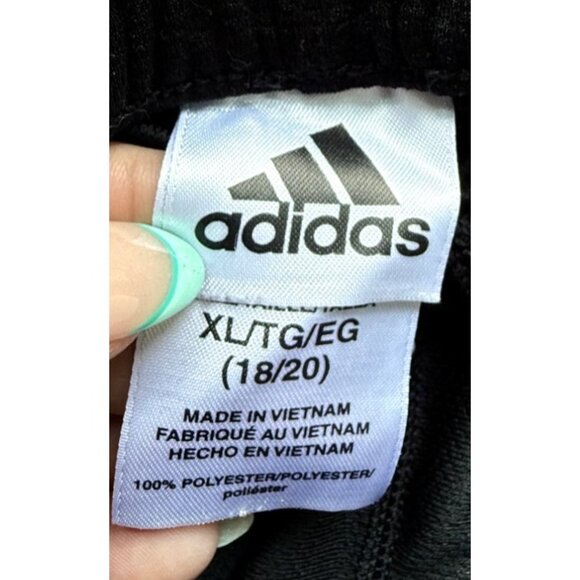 adidas
XL/TG/EG
(18/20)
MADE IN VIETNAM
FABRIQUÉ AU VIETNAM
HECHO EN VIETNAM
100% POLYESTER/POLYESTER/
poliéster